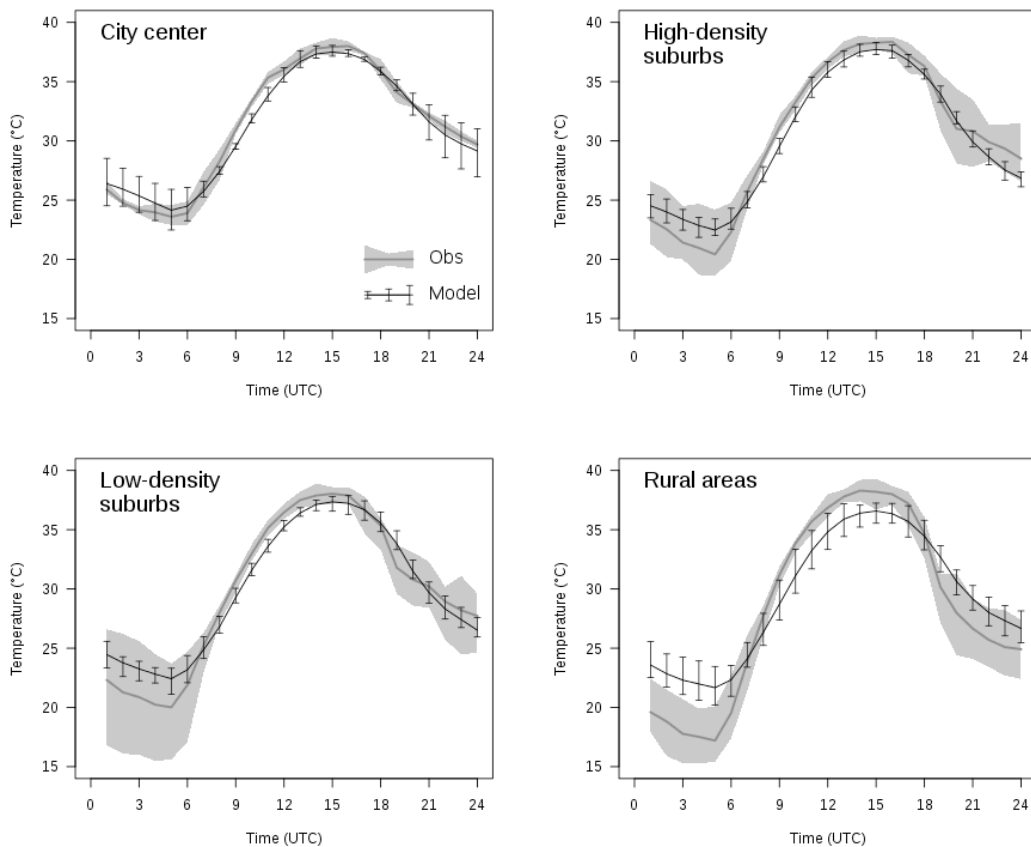 City center
Temperature (°C)
40
35
30
25
20
15
Obs
Model
0 3 6 9 12 15 18 21 24
Time (UTC)
High-density
suburbs
Temperature (°C)
40
35
30
25
20
15
0 3 6 9 12 15 18 21 24
Time (UTC)
Low-density
suburbs
Temperature (°C)
40
35
30
25
20
15
0 3 6 9 12 15 18 21 24
Time (UTC)
Rural areas
Temperature (°C)
40
35
30
25
20
15
0 3 6 9 12 15 18 21 24
Time (UTC)